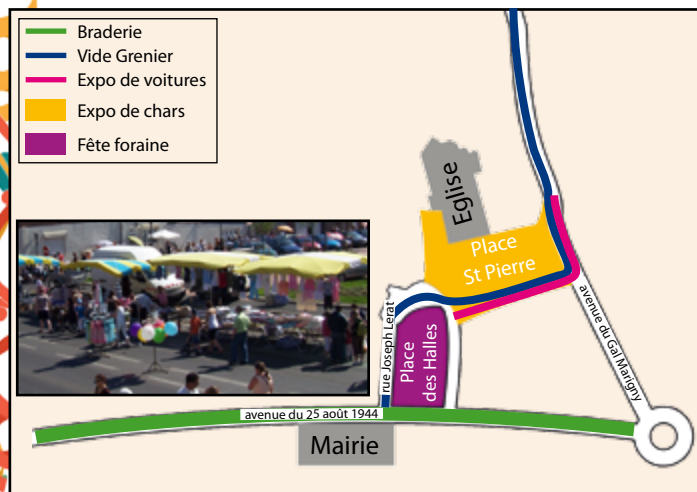 Braderie
Vide Grenier
Expo de voitures
Expo de chars
Fête foraine
Eglise
Place
St Pierre
rue Joseph Lerat
Place
des Halles
avenue du Gal Marigny
avenue du 25 août 1944
Mairie